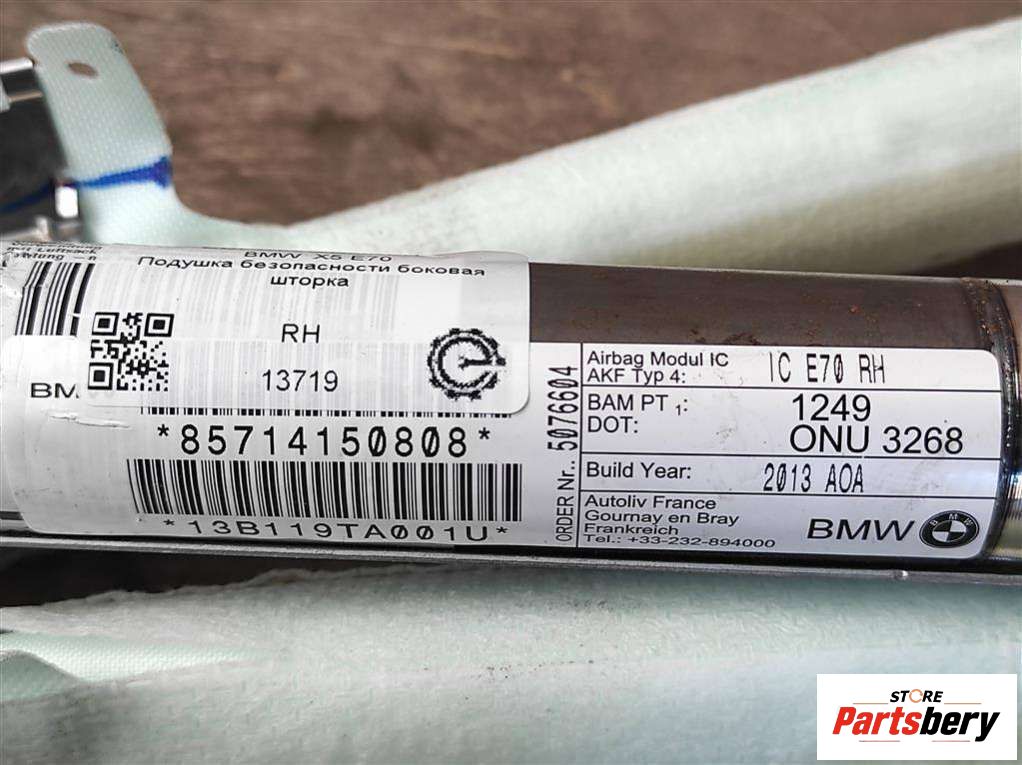 BMW X5 E70
Подушка безопасности боковая
шторка
RH
13719
BM
*85714150808*
*13B119TA001U*
ORDER Nr.. 5076604
Airbag Modul IC
AKF Typ 4: IC E70 RH
BAM PT 1: 1249
DOT: ONU 3268
Build Year: 2013 AOA
Autoliv France
Gournay en Bray
Frankreich
Tel.: +33-232-894000
BMW
BMW
STORE
Partsbery